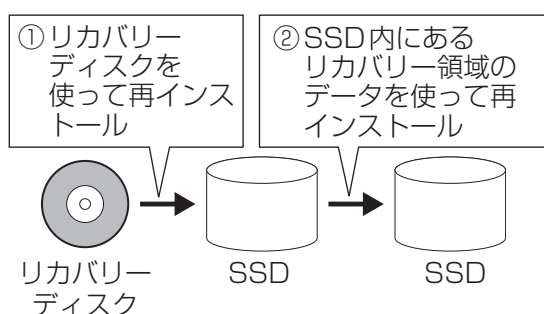 ①リカバリー
ディスクを
使って再インス
トール
②SSD内にある
リカバリー領域の
データを使って再
インストール
リカバリー
ディスク
SSD
SSD